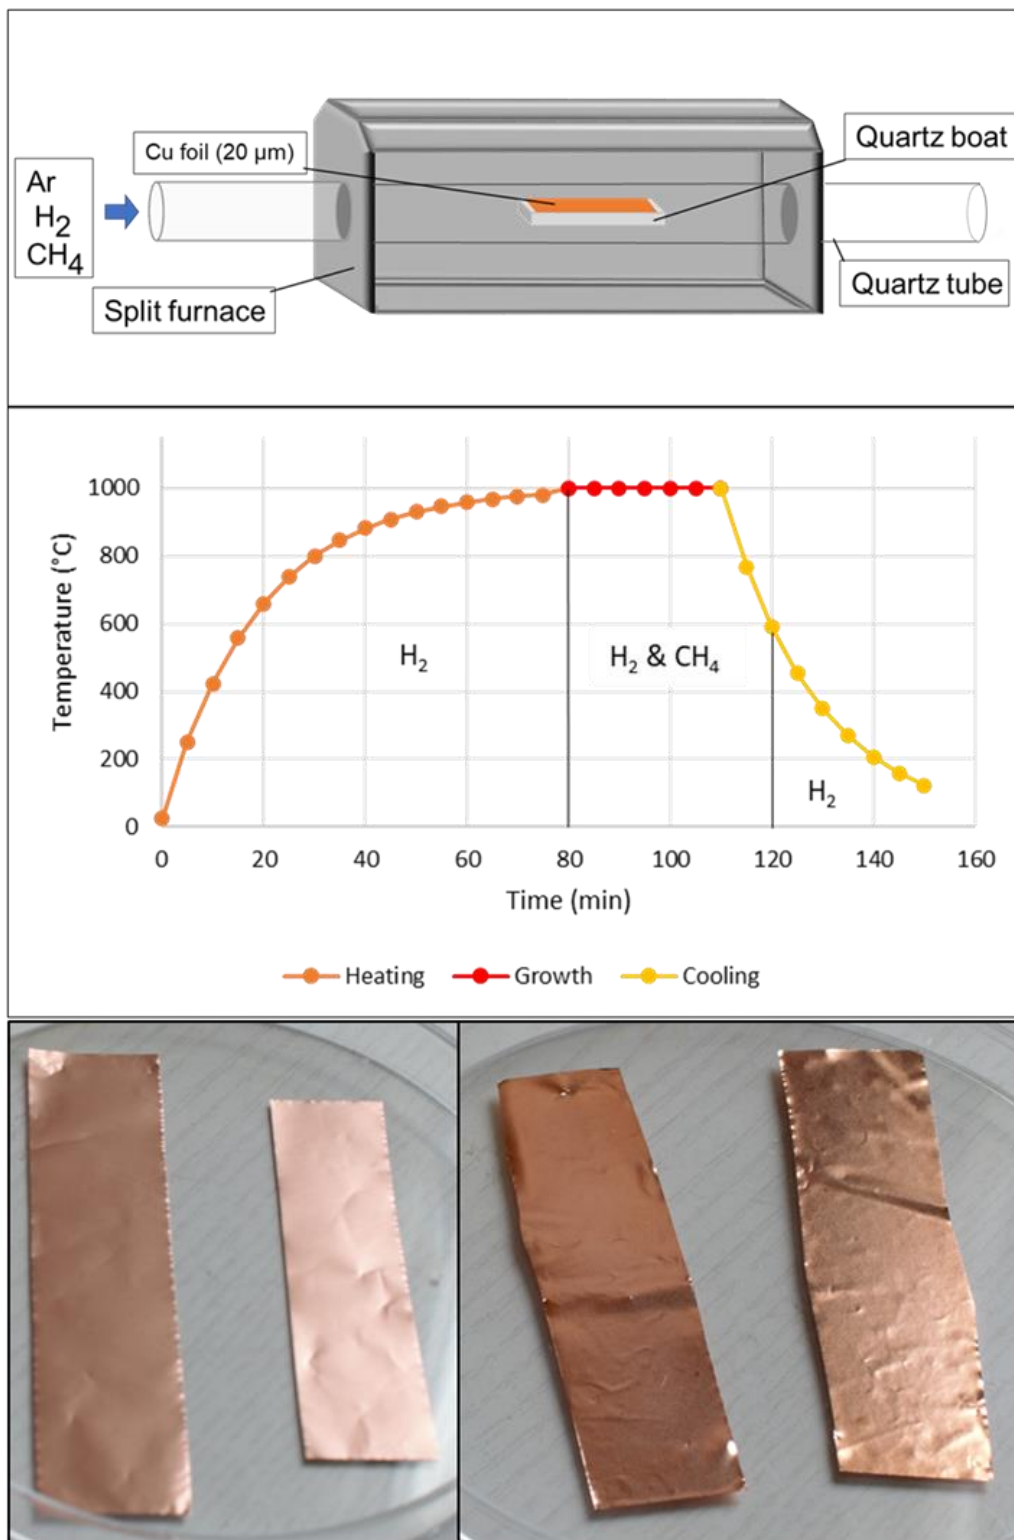 Ar
H2
CH4
Cu foil (20 µm)
Quartz boat
Split furnace
Quartz tube
Temperature (°C)
1000
800
600
400
200
0
H2
H2 & CH4
H2
0 20 40 60 80 100 120 140 160
Time (min)
Heating Growth Cooling